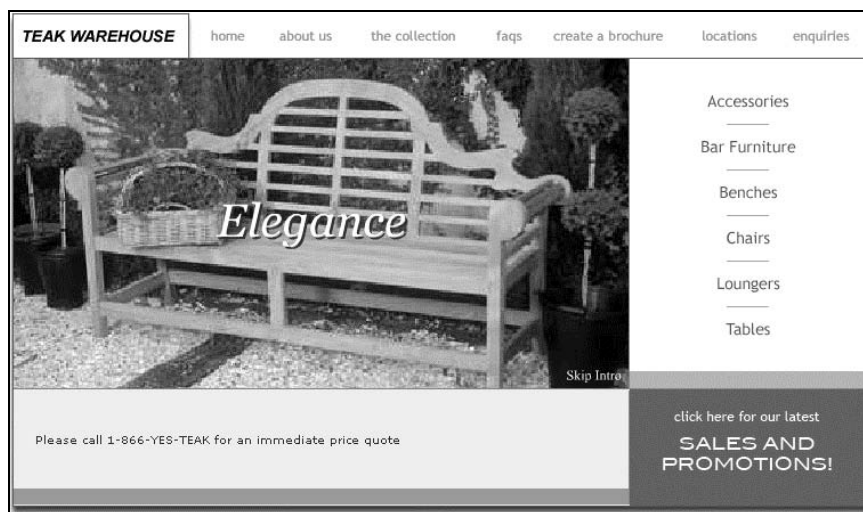 TEAK WAREHOUSE home about us the collection faqs create a brochure locations enquiries
Accessories
Bar Furniture
Benches
Chairs
Loungers
Tables
Elegance
Skip Intro
Please call 1-866-YES-TEAK for an immediate price quote
click here for our latest
SALES AND
PROMOTIONS!